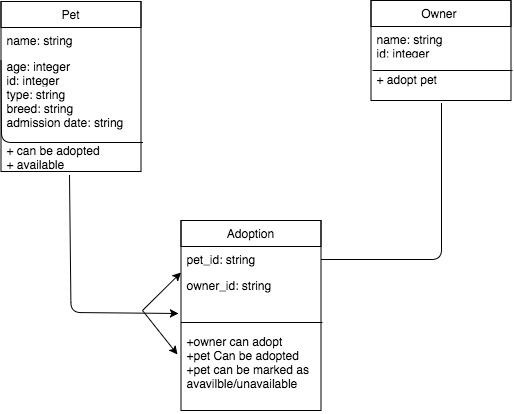 Pet
name: string
age: integer
id: integer
type: string
breed: string
admission date: string
+ can be adopted
+ available
Owner
name: string
id: integer
+ adopt pet
Adoption
pet_id: string
owner_id: string
+owner can adopt
+pet Can be adopted
+pet can be marked as
avavilble/unavailable